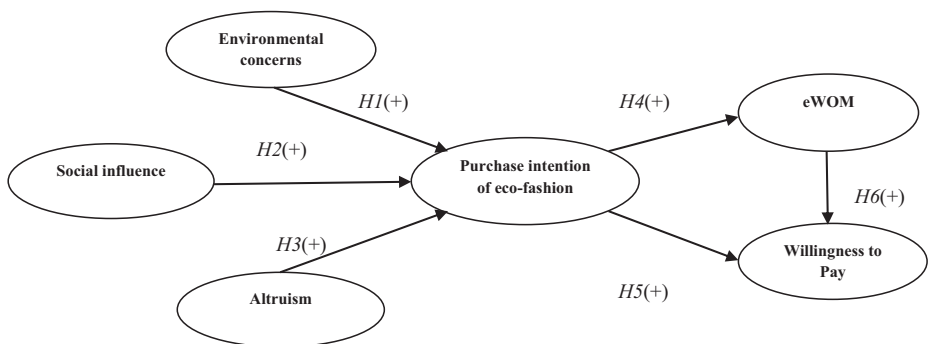 Environmental
concerns
H1(+)
H4(+)
eWOM
Social influence
H2(+)
Purchase intention
of eco-fashion
H6(+)
H3(+)
Willingness to
Pay
Altruism
H5(+)